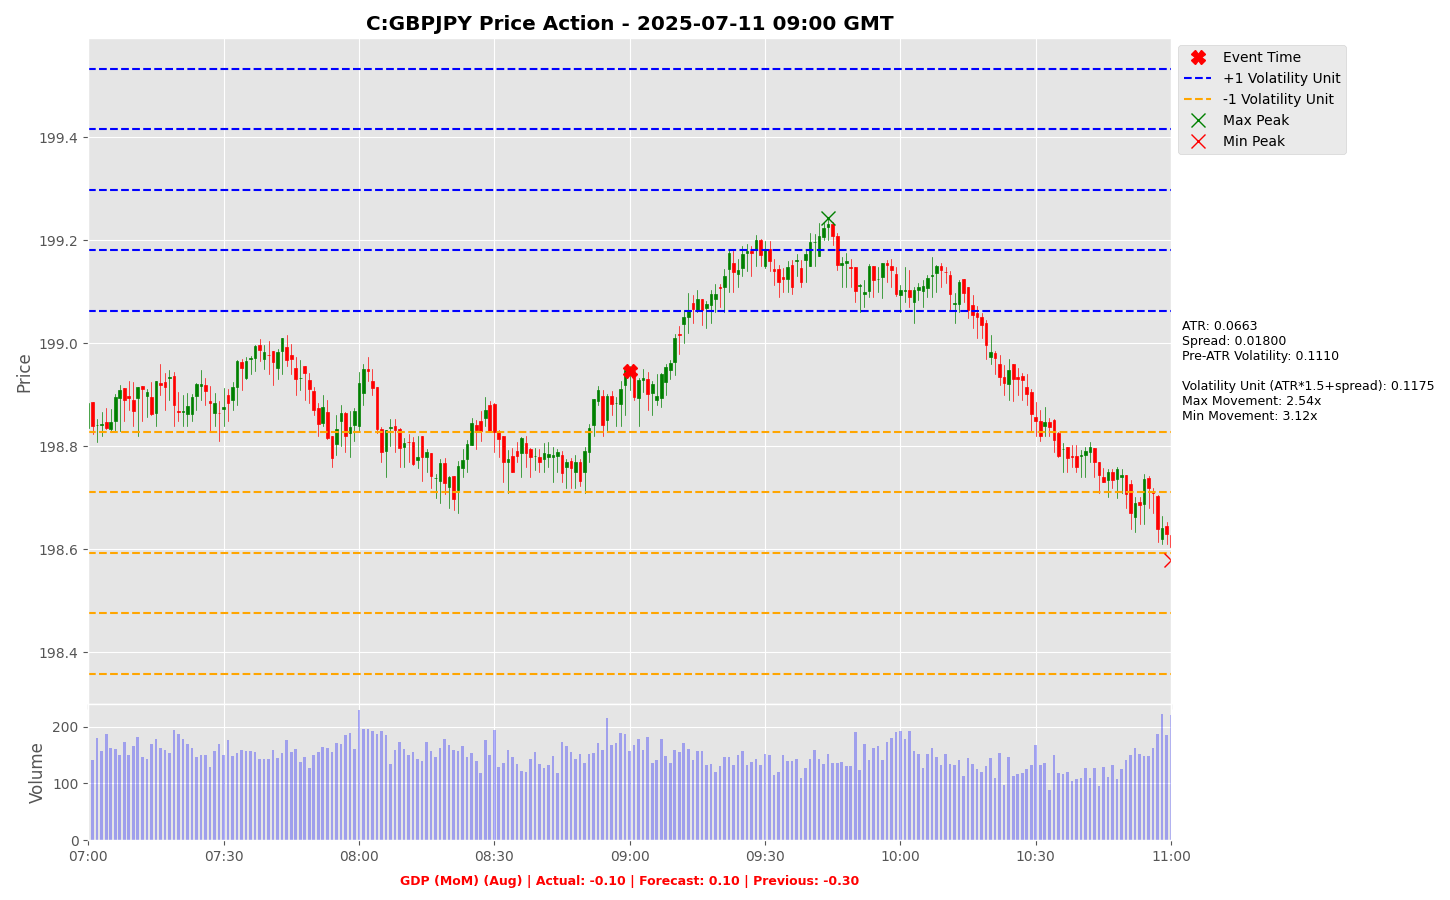 C:GBPJPY Price Action - 2025-07-11 09:00 GMT
Event Time
+1 Volatility Unit
-1 Volatility Unit
Max Peak
Min Peak
Price
199.4
199.2
199.0
198.8
198.6
198.4
ATR: 0.0663
Spread: 0.01800
Pre-ATR Volatility: 0.1110
Volatility Unit (ATR*1.5+spread): 0.1175
Max Movement: 2.54x
Min Movement: 3.12x
Volume
200
100
0
07:00 07:30 08:00 08:30 09:00 09:30 10:00 10:30 11:00
GDP (MoM) (Aug) | Actual: -0.10 | Forecast: 0.10 | Previous: -0.30